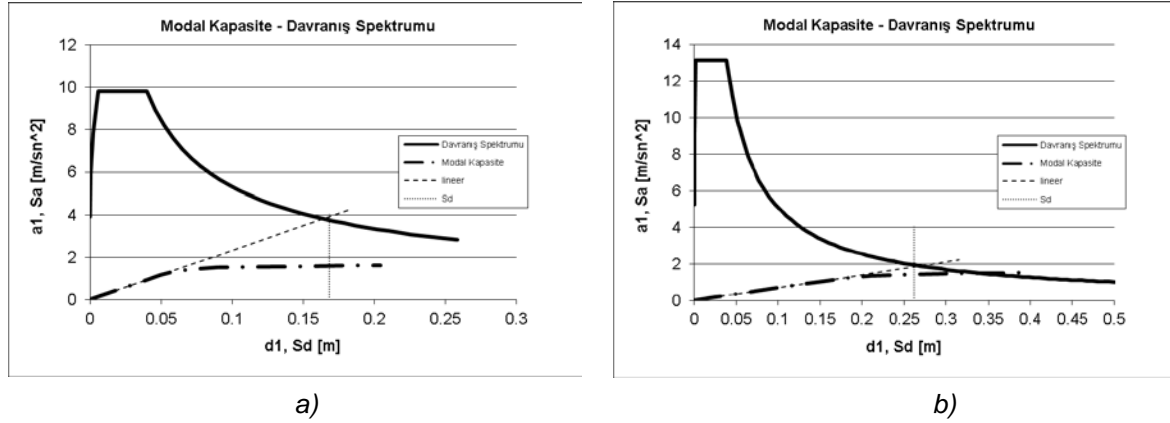 Modal Kapasite - Davranış Spektrumu
12
10
8
6
4
2
0
a1, Sa [m/sn^2]
Davranış Spektrumu
Modal Kapasite
lineer
Sd
0 0.05 0.1 0.15 0.2 0.25 0.3
d1, Sd [m]
a)
Modal Kapasite - Davranış Spektrumu
14
12
10
8
6
4
2
0
a1, Sa [m/sn^2]
Davranış Spektrumu
Modal Kapasite
lineer
Sd
0 0.05 0.1 0.15 0.2 0.25 0.3 0.35 0.4 0.45 0.5
d1, Sd [m]
b)